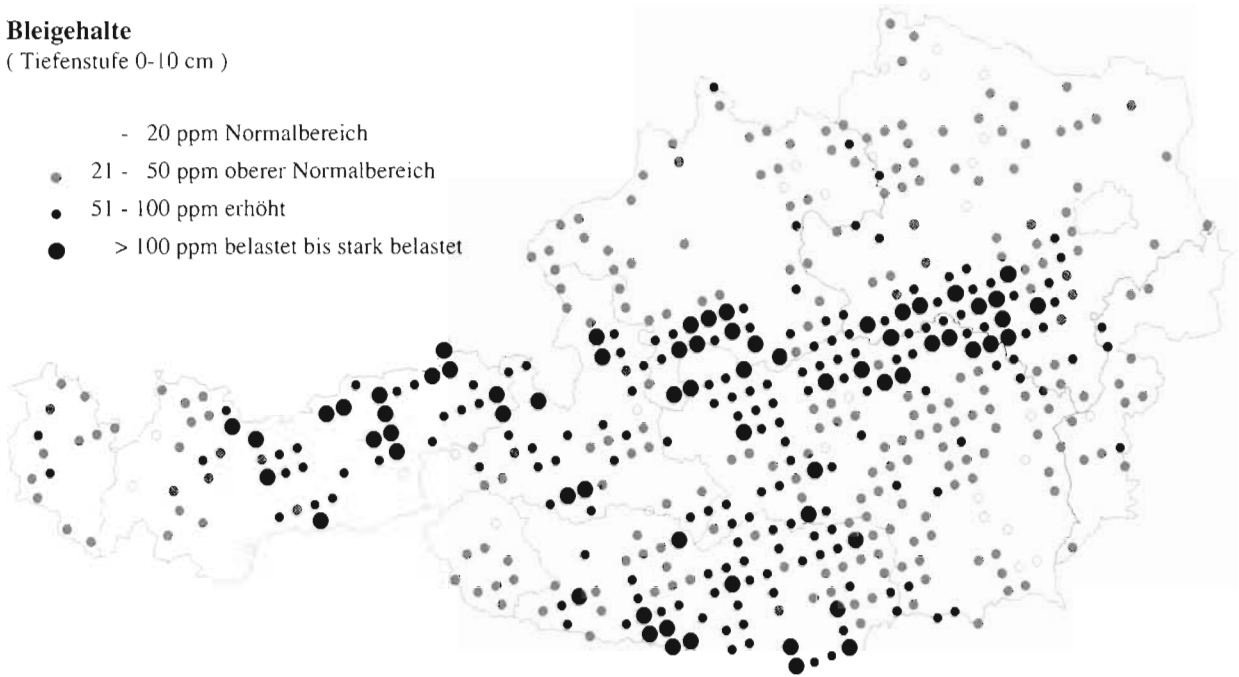 Bleigehalte
( Tiefenstufe 0-10 cm )
- 20 ppm Normalbereich
21 - 50 ppm oberer Normalbereich
51 - 100 ppm erhöht
> 100 ppm belastet bis stark belastet